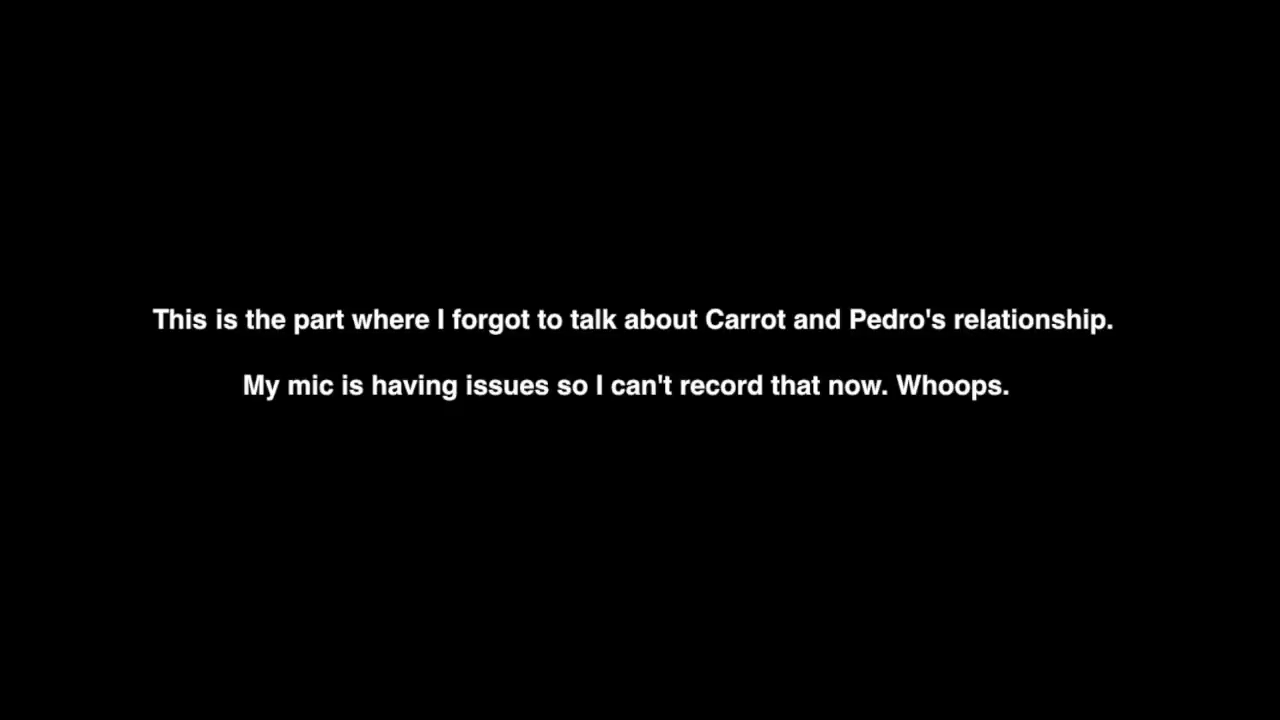 This is the part where I forgot to talk about Carrot and Pedro's relationship.
My mic is having issues so I can't record that now. Whoops.